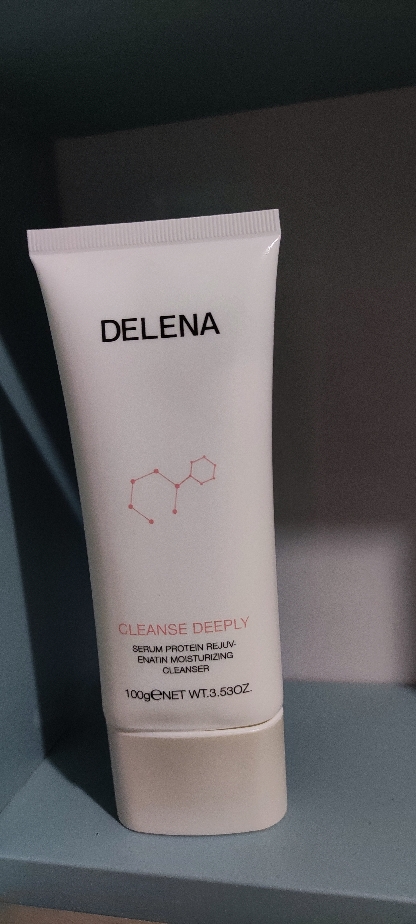 DELENA
CLEANSE DEEPLY
SERUM PROTEIN REJUV-
ENATIN MOISTURIZING
CLEANSER
100g℮NET WT.3.53OZ.